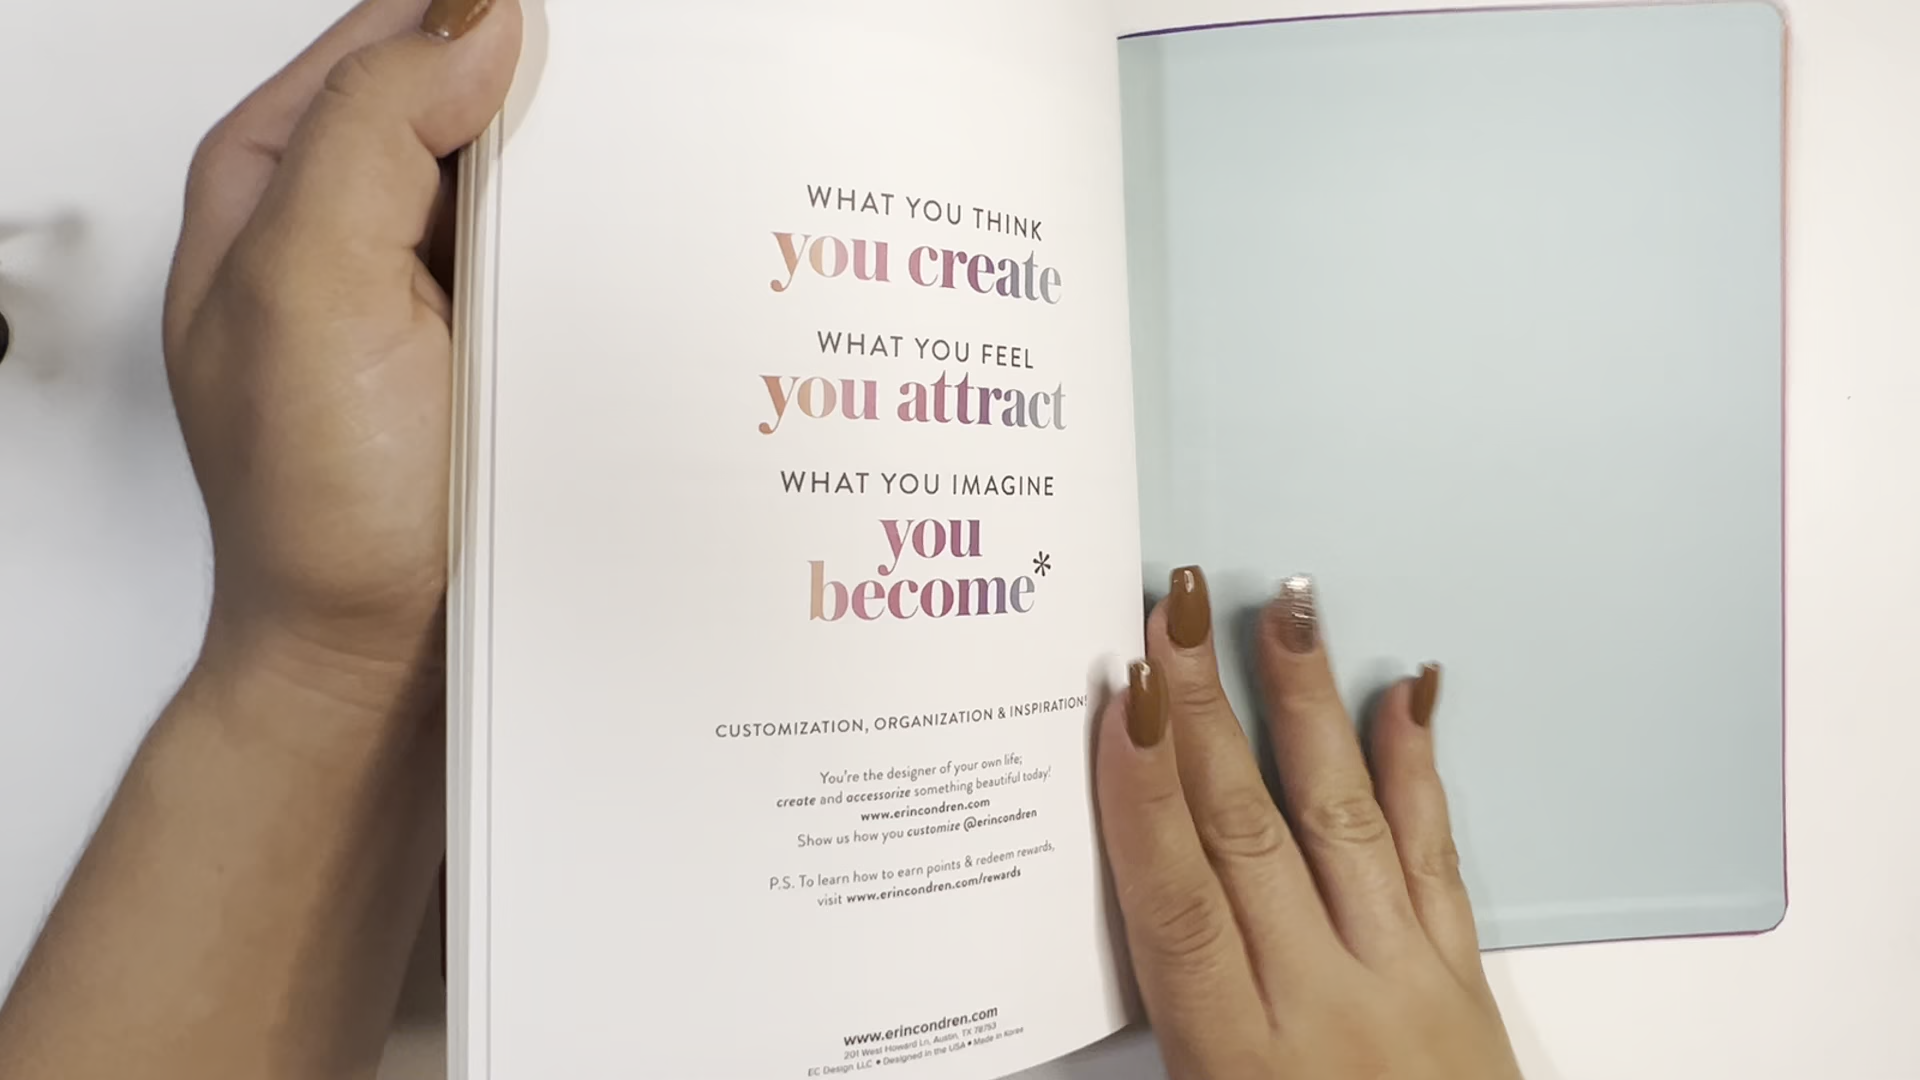 WHAT YOU THINK
you create
WHAT YOU FEEL
you attract
WHAT YOU IMAGINE
you
become*
CUSTOMIZATION, ORGANIZATION & INSPIRATION!
You're the designer of your own life;
create and accessorize something beautiful today!
www.erincondren.com
Show us how you customize @erincondren
P.S. To learn how to earn points & redeem rewards,
visit www.erincondren.com/rewards
www.erincondren.com
201 West Howard Ln, Austin, TX 78753
EC Design LLC • Designed in the USA • Made in Korea